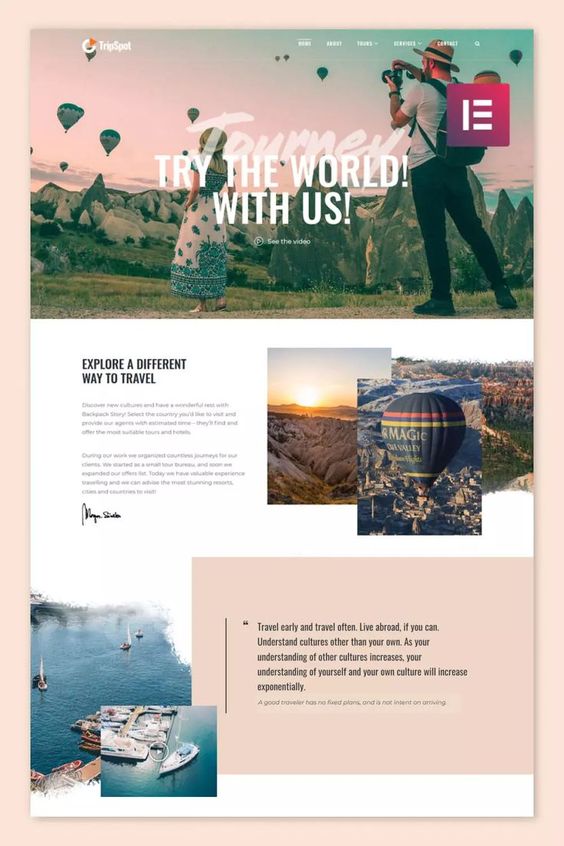 TripSpot
HOME ABOUT TOURS SERVICES CONTACT
Journey
TRY THE WORLD!
WITH US!
See the video
EXPLORE A DIFFERENT
WAY TO TRAVEL
Discover new cultures and have a wonderful rest with
Backpack Story! Select the country you'd like to visit and
provide our agents with estimated time - they'll find and
offer the most suitable tours and hotels.
During our work we organized countless journeys for our
clients. We started as a small tour bureau, and soon we
expanded our offers list. Today we have valuable experience
travelling and we can advise the most stunning resorts,
cities and countries to visit!
MAGic
VALLEY
“ Travel early and travel often. Live abroad, if you can.
Understand cultures other than your own. As your
understanding of other cultures increases, your
understanding of yourself and your own culture will increase
exponentially.
A good traveler has no fixed plans, and is not intent on arriving.